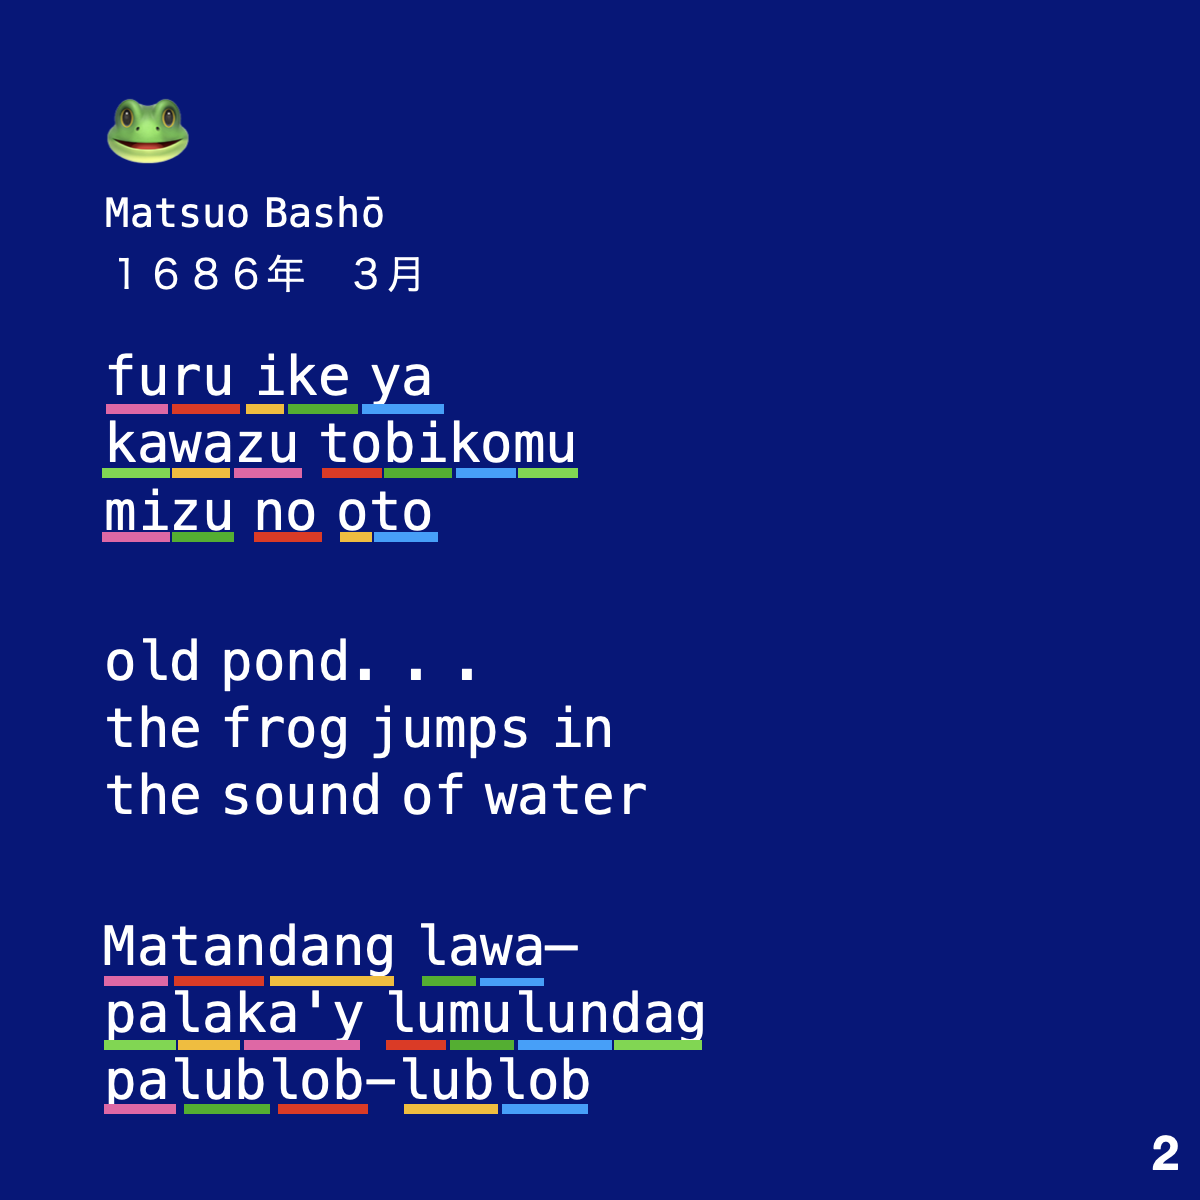 Matsuo Bashō
１６８６年　３月
furu ike ya
kawazu tobikomu
mizu no oto
old pond. . .
the frog jumps in
the sound of water
Matandang lawa—
palaka'y lumulundag
palublob—lublob
2